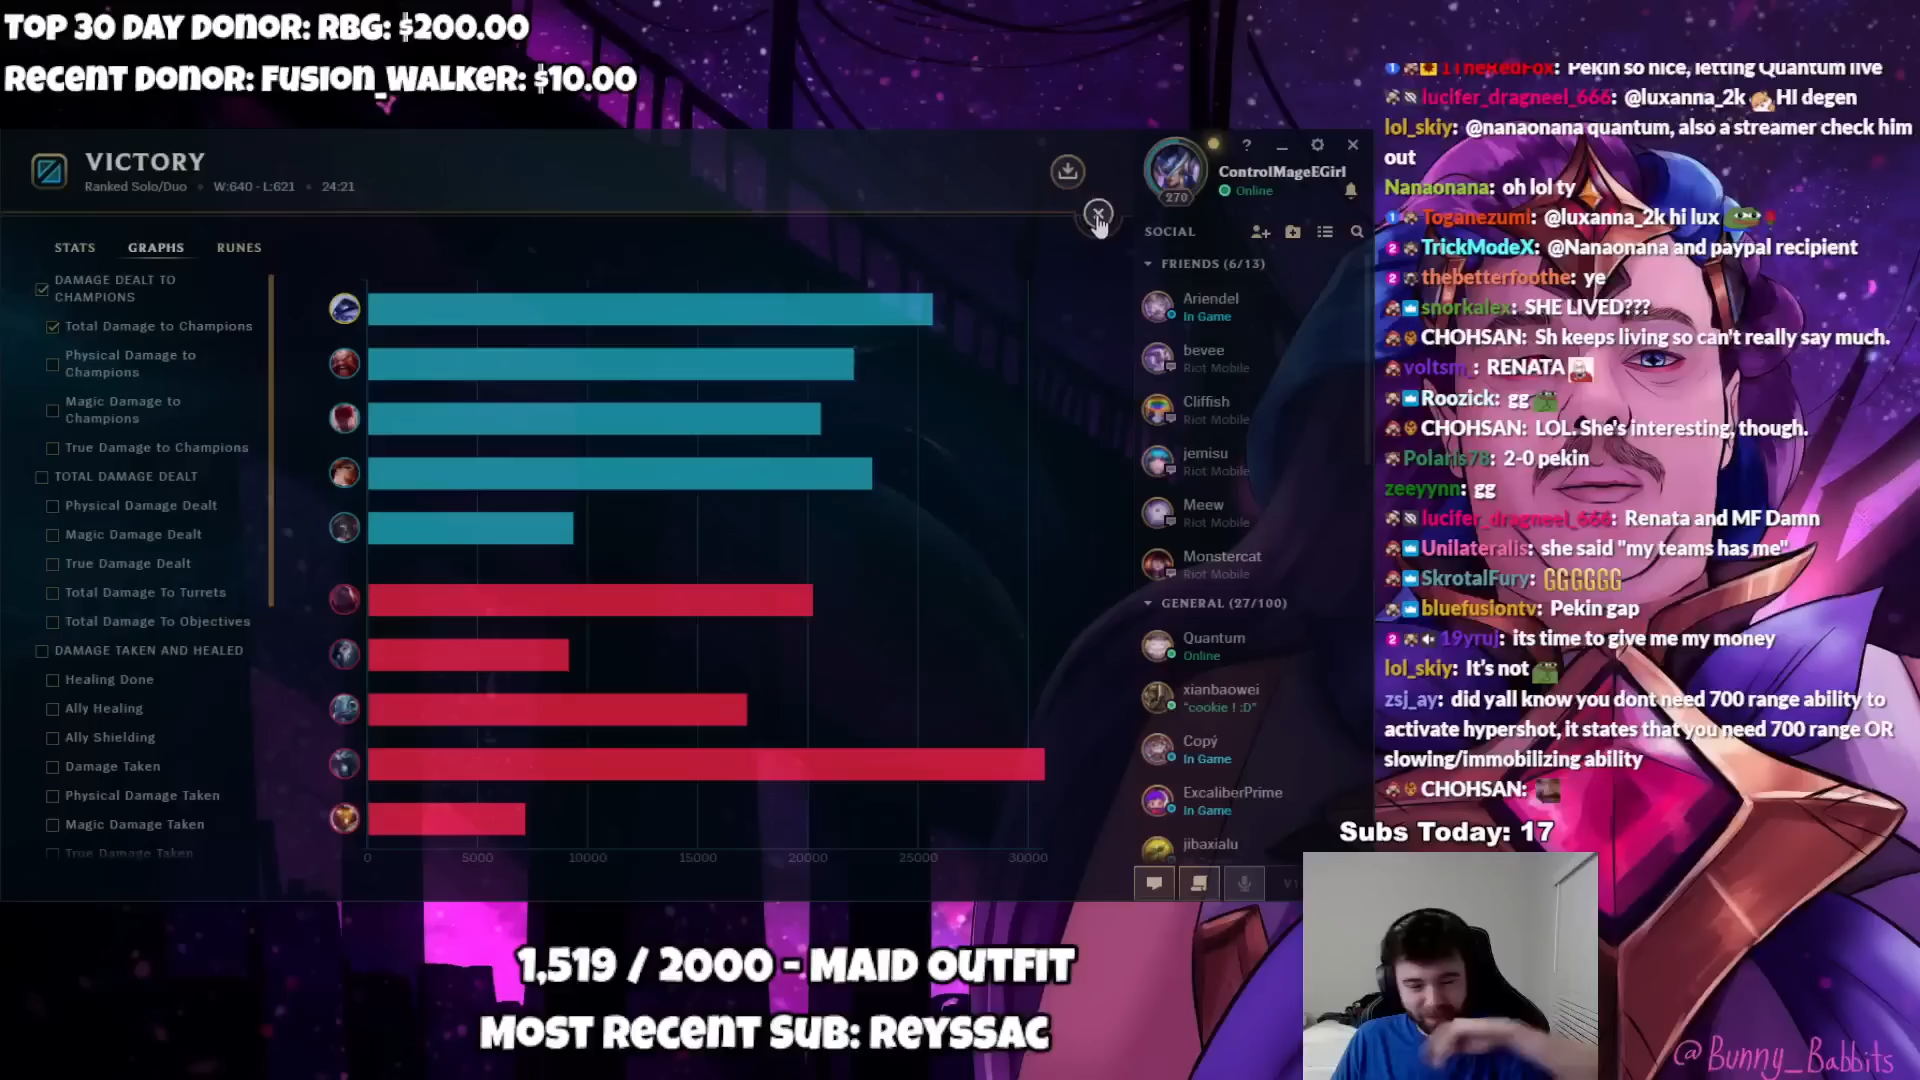 TOP 30 DAY DONOR: RBG: $200.00
RECENT DONOR: FUSION_WALKER: $10.00
VICTORY
Ranked Solo/Duo • W:640 - L:621 • 24:21
STATS
GRAPHS
RUNES
DAMAGE DEALT TO
CHAMPIONS
Total Damage to Champions
Physical Damage to
Champions
Magic Damage to
Champions
True Damage to Champions
TOTAL DAMAGE DEALT
Physical Damage Dealt
Magic Damage Dealt
True Damage Dealt
Total Damage To Turrets
Total Damage To Objectives
DAMAGE TAKEN AND HEALED
Healing Done
Ally Healing
Ally Shielding
Damage Taken
Physical Damage Taken
Magic Damage Taken
True Damage Taken
0
5000
10000
15000
20000
25000
30000
?
270
ControlMageEGirl
Online
SOCIAL
FRIENDS (6/13)
Ariendel
In Game
bevee
Riot Mobile
Cliffish
Riot Mobile
jemisu
Riot Mobile
Meew
Riot Mobile
Monstercat
Riot Mobile
GENERAL (27/100)
Quantum
Online
xianbaowei
"cookie ! :D"
Copý
In Game
ExcaliberPrime
In Game
jibaxialu
V1
1TheRedFox: Pekin so nice, letting Quantum live
lucifer_dragneel_666: @luxanna_2k HI degen
lol_skiy: @nanaonana quantum, also a streamer check him
out
Nanaonana: oh lol ty
Toganezumi: @luxanna_2k hi lux
TrickModeX: @Nanaonana and paypal recipient
thebetterfoothe: ye
snorkalex: SHE LIVED???
CHOHSAN: Sh keeps living so can't really say much.
voltsm_: RENATA
Roozick: gg
CHOHSAN: LOL. She's interesting, though.
Polaris78: 2-0 pekin
zeeyynn: gg
lucifer_dragneel_666: Renata and MF Damn
Unilateralis: she said "my teams has me"
SkrotalFury: GGGGGG
bluefusiontv: Pekin gap
19yruj: its time to give me my money
lol_skiy: It's not
zsj_ay: did yall know you dont need 700 range ability to
activate hypershot, it states that you need 700 range OR
slowing/immobilizing ability
CHOHSAN:
Subs Today: 17
1,519 / 2000 - MAID OUTFIT
MOST RECENT SUB: REYSSAC
@Bunny_Babbits